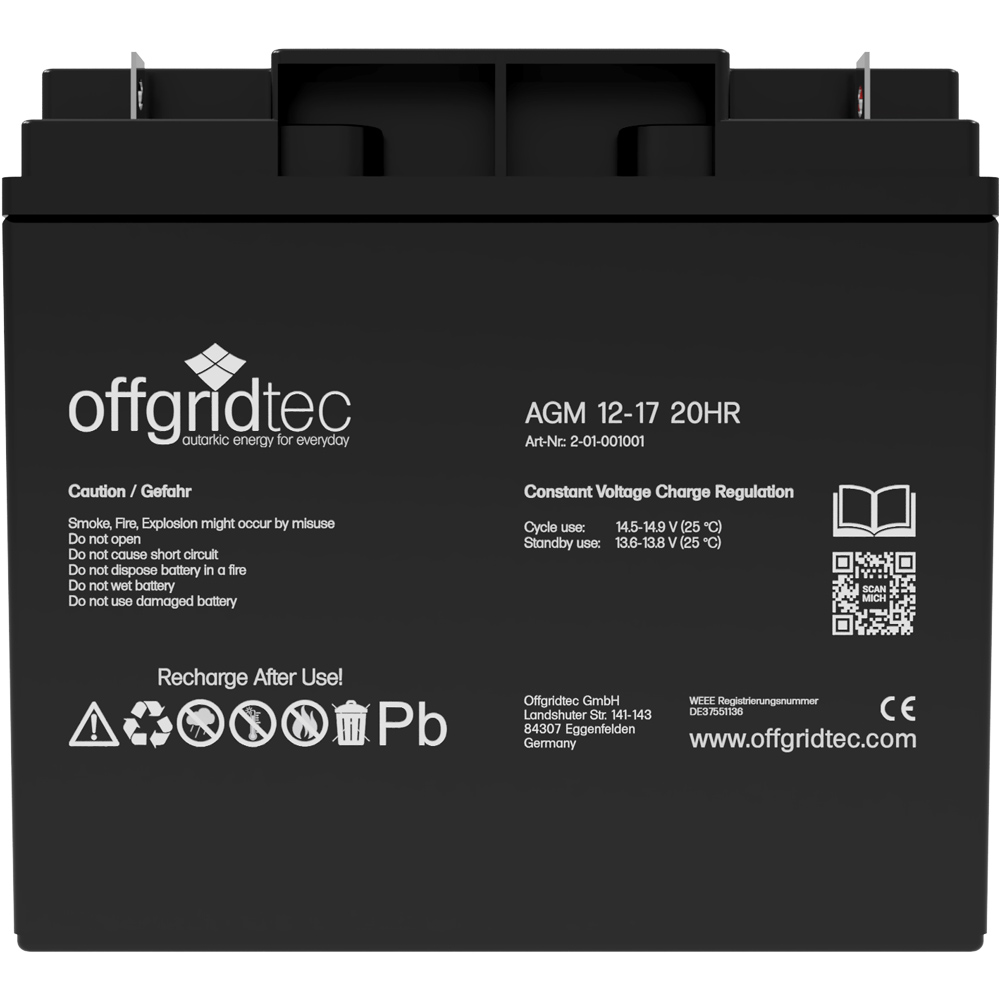 offgridtec
autarkic energy for everyday
AGM 12-17 20HR
Art-Nr.: 2-01-001001
Caution / Gefahr
Smoke, Fire, Explosion might occur by misuse
Do not open
Do not cause short circuit
Do not dispose battery in a fire
Do not wet battery
Do not use damaged battery
Constant Voltage Charge Regulation
Cycle use: 14.5-14.9 V (25 °C)
Standby use: 13.6-13.8 V (25 °C)
SCAN
MICH
Recharge After Use!
Pb
Offgridtec GmbH
Landshuter Str. 141-143
84307 Eggenfelden
Germany
WEEE Registrierungsnummer
DE37551136
CE
www.offgridtec.com